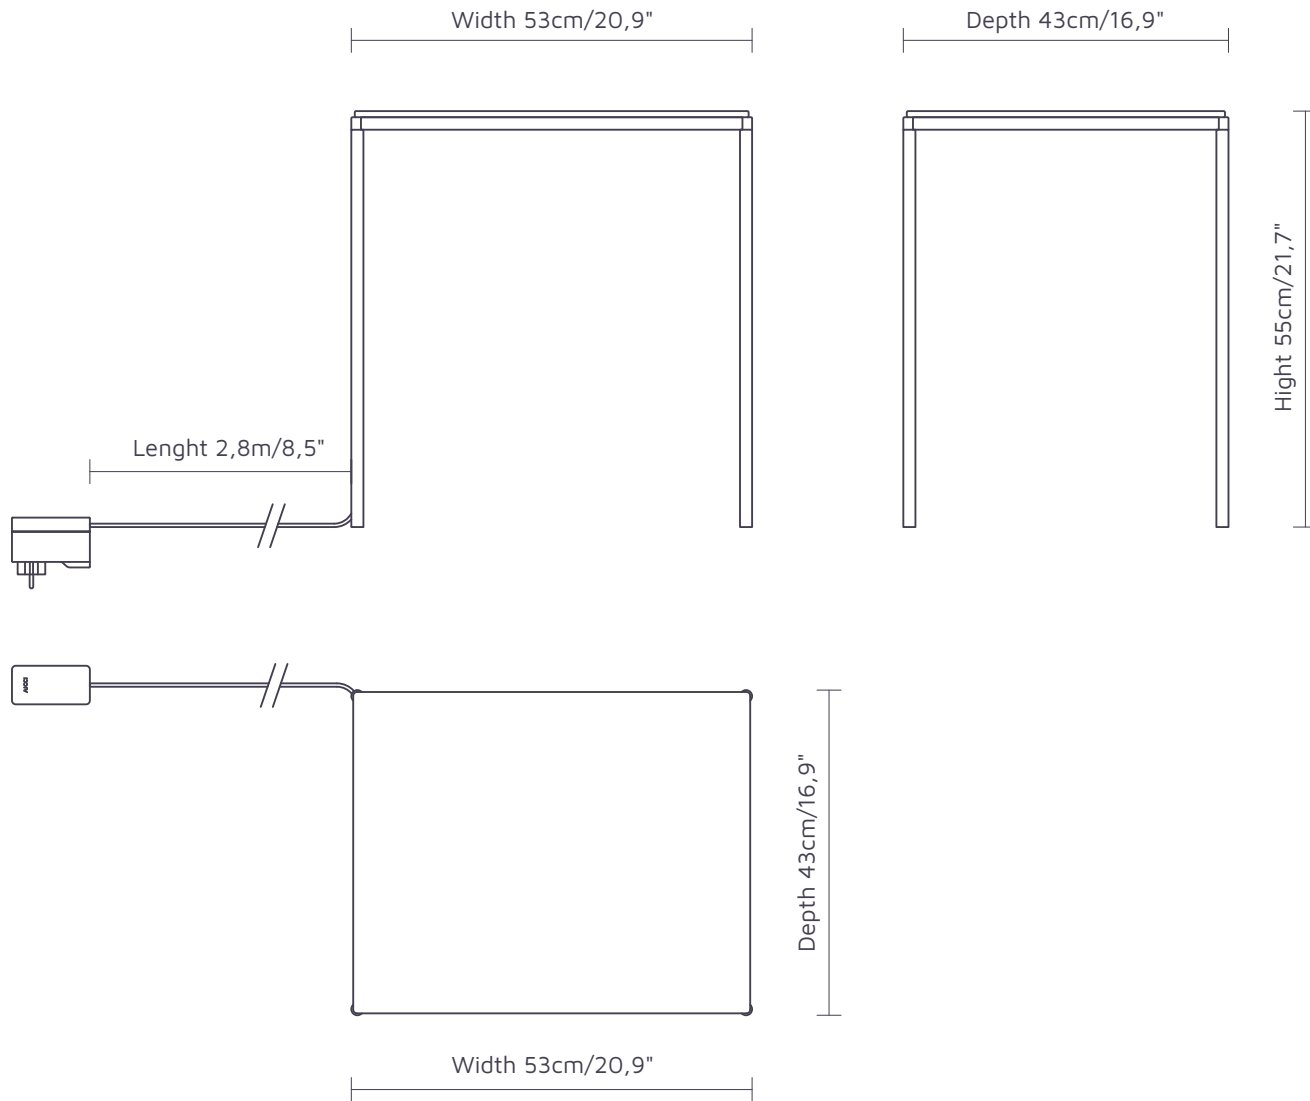 Width 53cm/20,9"
Depth 43cm/16,9"
Hight 55cm/21,7"
Lenght 2,8m/8,5"
Depth 43cm/16,9"
Width 53cm/20,9"